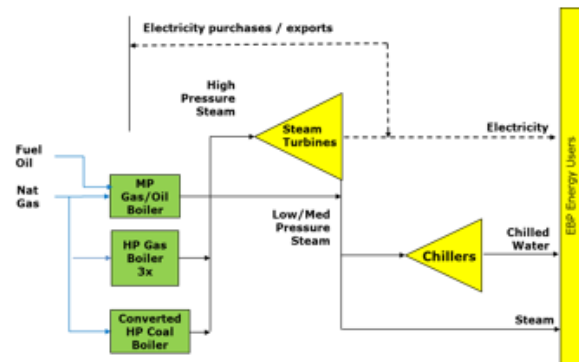 Electricity purchases / exports
High
Pressure
Steam
Steam
Turbines
Electricity
Fuel
Oil
Nat
Gas
MP
Gas/Oil
Boiler
Low/Med
Pressure
Steam
HP Gas
Boiler
3x
Chillers
Chilled
Water
Converted
HP Coal
Boiler
Steam
EBP Energy Users